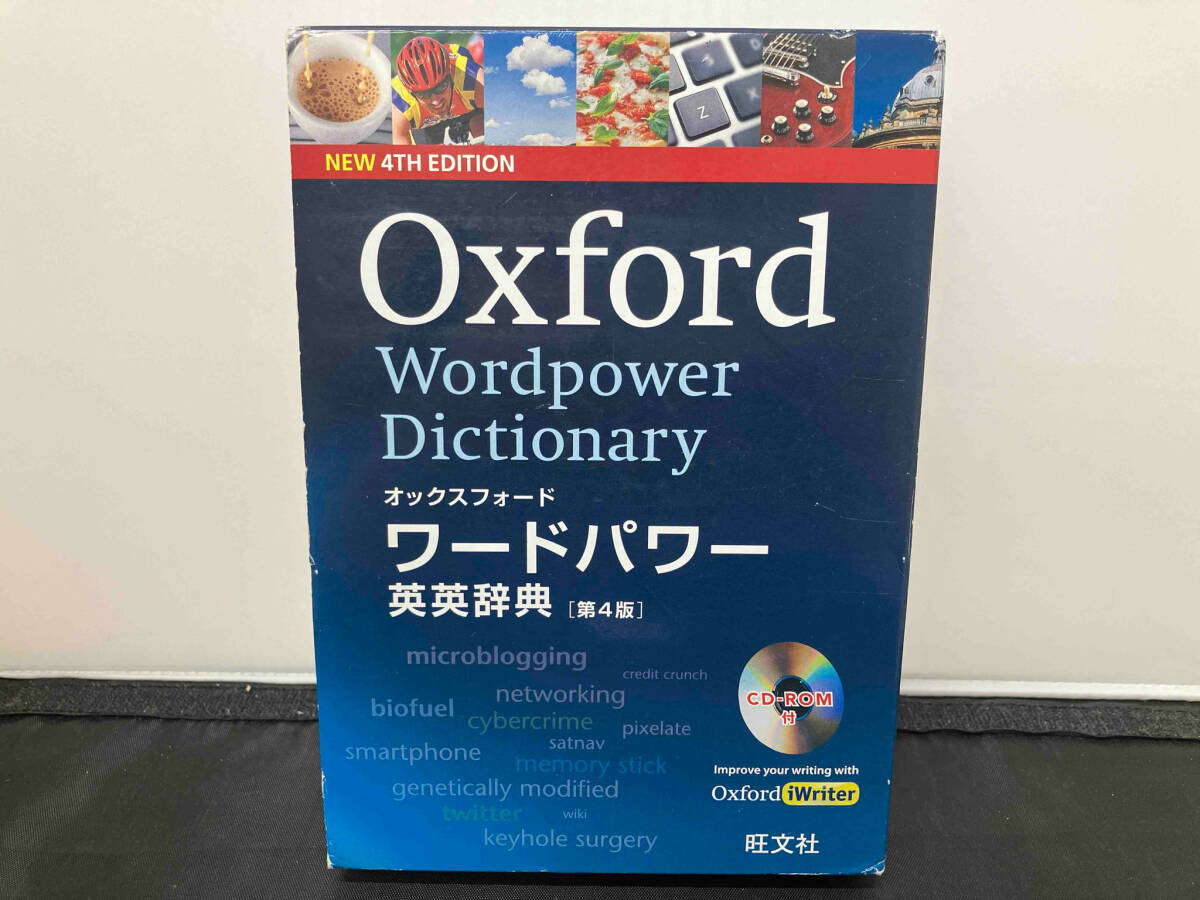 Z
NEW 4TH EDITION
Oxford
Wordpower
Dictionary
オックスフォード
ワードパワー
英英辞典 [第4版]
microblogging
credit crunch
networking
biofuel
cybercrime
pixelate
satnav
smartphone
memory stick
genetically modified
twitter
wiki
keyhole surgery
CD-ROM
付
Improve your writing with
Oxford iWriter
旺文社